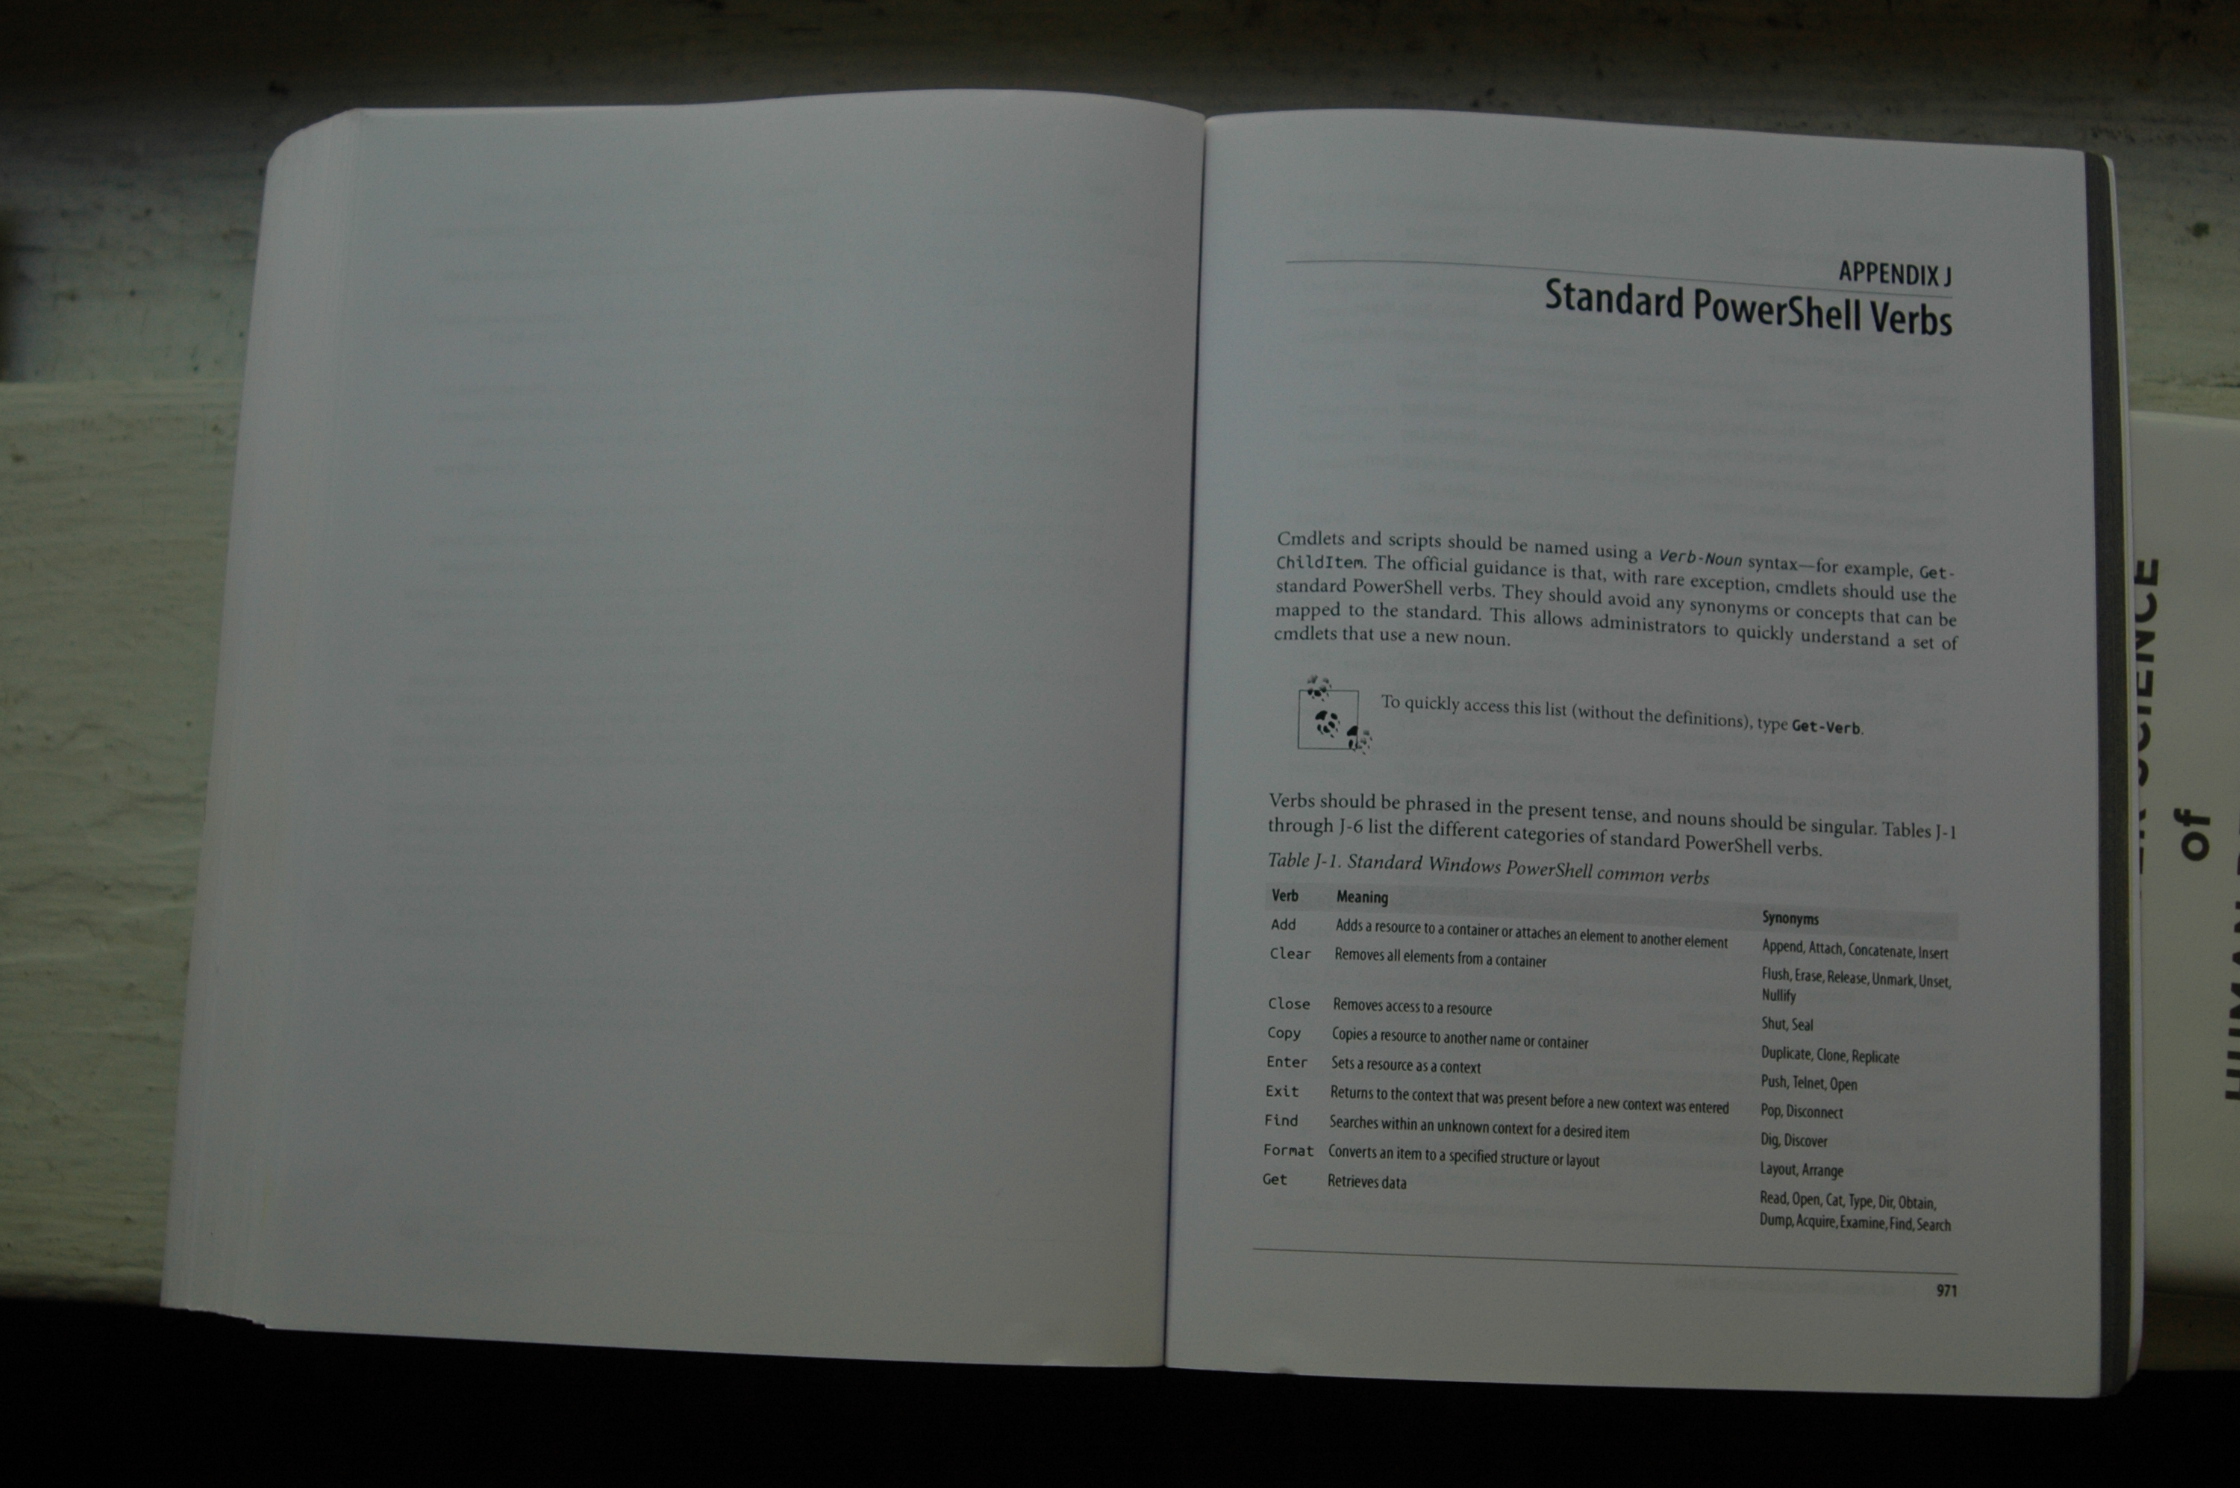 APPENDIX J
Standard PowerShell Verbs
Cmdlets and scripts should be named using a Verb-Noun syntax—for example, Get-
ChildItem. The official guidance is that, with rare exception, cmdlets should use the
standard PowerShell verbs. They should avoid any synonyms or concepts that can be
mapped to the standard. This allows administrators to quickly understand a set of
cmdlets that use a new noun.
To quickly access this list (without the definitions), type Get-Verb.
Verbs should be phrased in the present tense, and nouns should be singular. Tables J-1
through J-6 list the different categories of standard PowerShell verbs.
Table J-1. Standard Windows PowerShell common verbs
Verb Meaning Synonyms
Add Adds a resource to a container or attaches an element to another element Append, Attach, Concatenate, Insert
Clear Removes all elements from a container Flush, Erase, Release, Unmark, Unset,
Nullify
Close Removes access to a resource Shut, Seal
Copy Copies a resource to another name or container Duplicate, Clone, Replicate
Enter Sets a resource as a context Push, Telnet, Open
Exit Returns to the context that was present before a new context was entered Pop, Disconnect
Find Searches within an unknown context for a desired item Dig, Discover
Format Converts an item to a specified structure or layout Layout, Arrange
Get Retrieves data Read, Open, Cat, Type, Dir, Obtain,
Dump, Acquire, Examine, Find, Search
971
SCIENCE
of